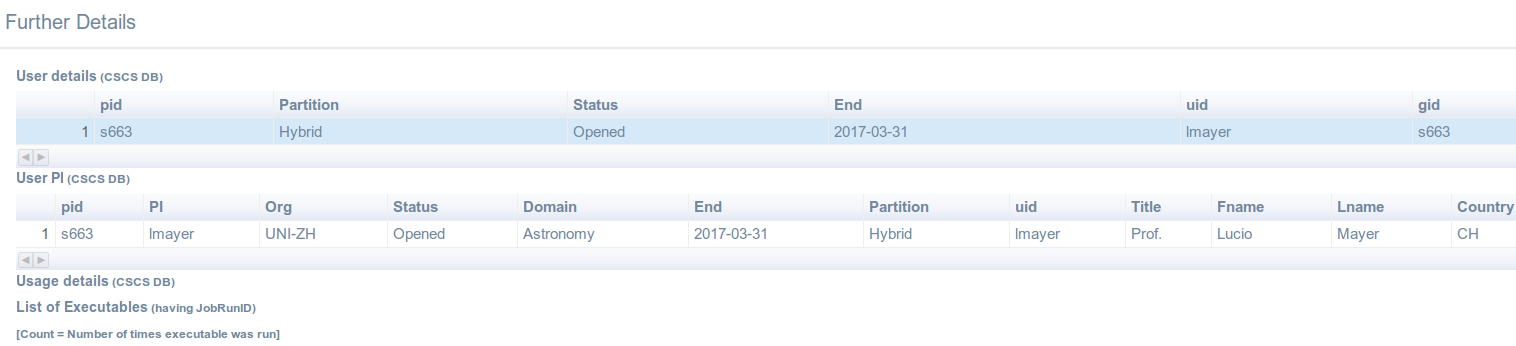 Further Details
User details (CSCS DB)
pid Partition Status End uid gid
1 s663 Hybrid Opened 2017-03-31 lmayer s663
User PI (CSCS DB)
pid PI Org Status Domain End Partition uid Title Fname Lname Country
1 s663 lmayer UNI-ZH Opened Astronomy 2017-03-31 Hybrid lmayer Prof. Lucio Mayer CH
Usage details (CSCS DB)
List of Executables (having JobRunID)
[Count = Number of times executable was run]